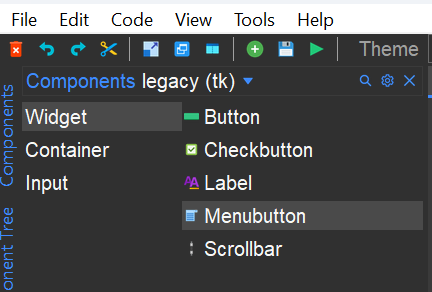 File Edit Code View Tools Help
Theme
Components legacy (tk)
Widget
Button
Container
Checkbutton
Input
Label
Menubutton
Scrollbar
Components
onent Tree